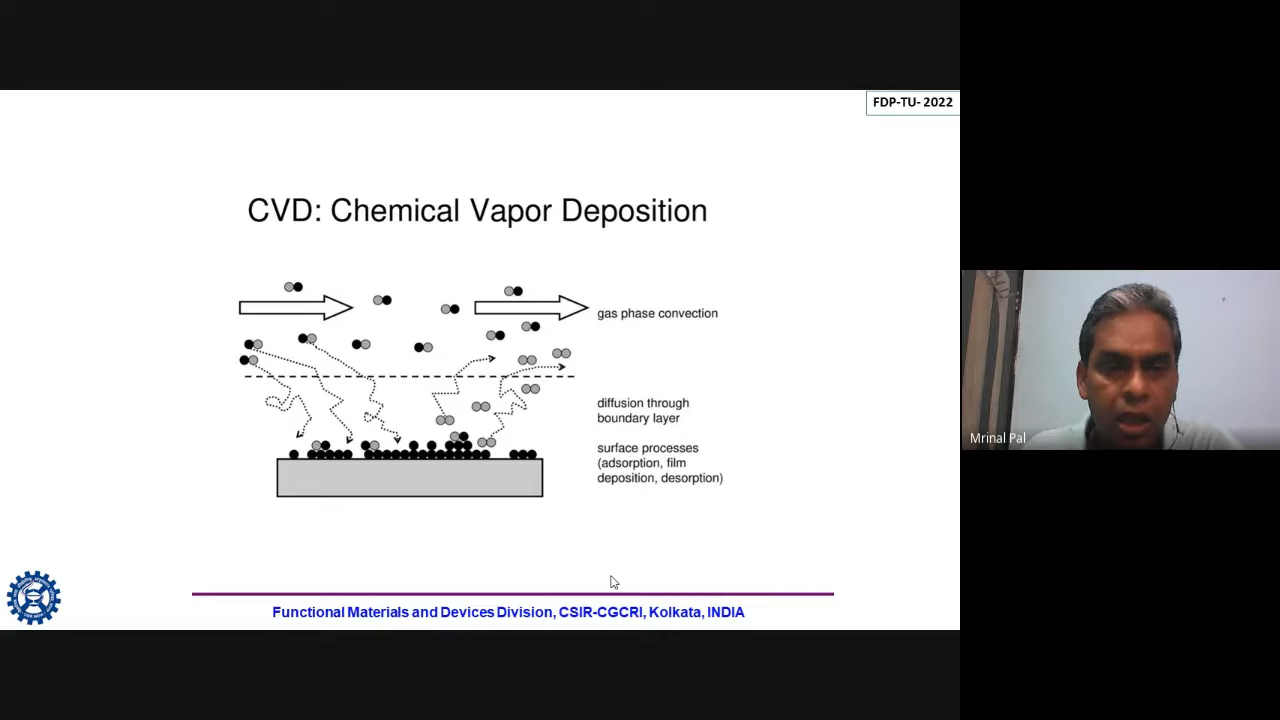 FDP-TU- 2022
CVD: Chemical Vapor Deposition
gas phase convection
diffusion through
boundary layer
surface processes
(adsorption, film
deposition, desorption)
Mrinal Pal
Functional Materials and Devices Division, CSIR-CGCRI, Kolkata, INDIA